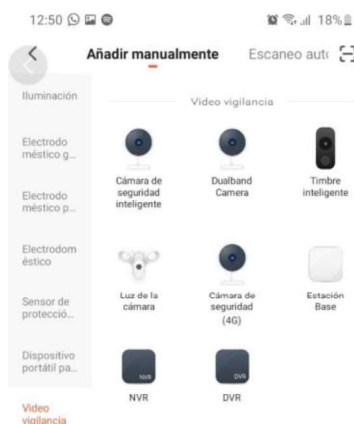 12:50 18%
Añadir manualmente Escaneo aut
Iluminación
Video vigilancia
Electrodo
méstico g...
Cámara de
seguridad
inteligente
Dualband
Camera
Timbre
inteligente
Electrodo
méstico p...
Electrodom
éstico
Luz de la
cámara
Cámara de
seguridad
(4G)
Estación
Base
Sensor de
protecció...
Dispositivo
portátil pa...
NVR
DVR
NVR
DVR
Video
vigilancia